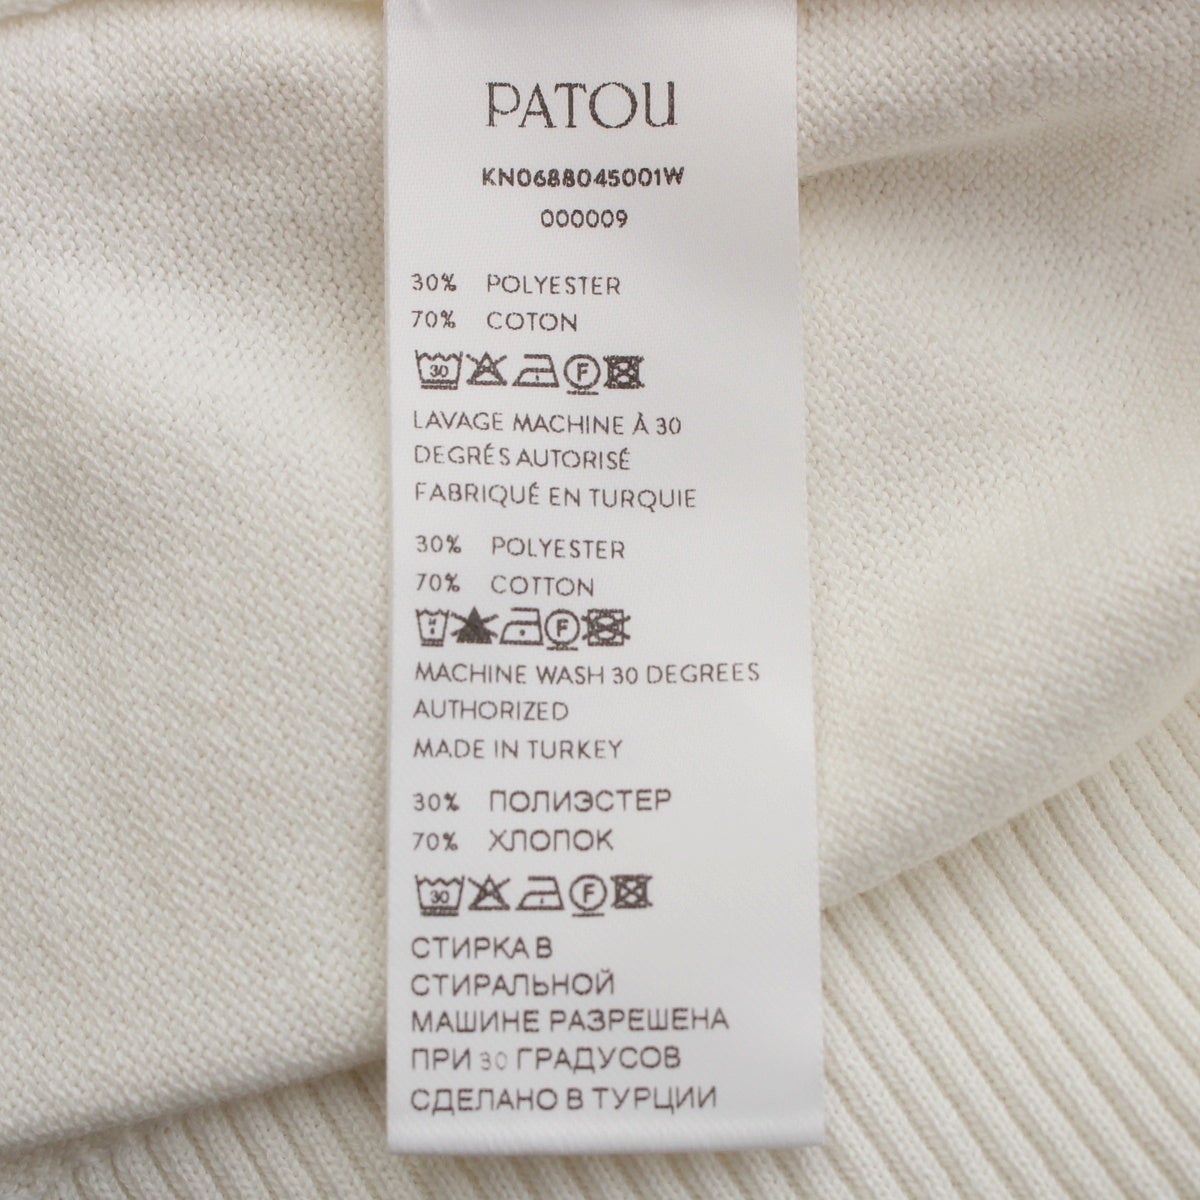 PATOU
KN0688045001W
000009
30% POLYESTER
70% COTON
30 F
LAVAGE MACHINE À 30
DEGRÉS AUTORISÉ
FABRIQUÉ EN TURQUIE
30% POLYESTER
70% COTTON
F
MACHINE WASH 30 DEGREES
AUTHORIZED
MADE IN TURKEY
30% ПОЛИЭСТЕР
70% ХЛОПОК
30 F
СТИРКА В
СТИРАЛЬНОЙ
МАШИНЕ РАЗРЕШЕНА
ПРИ 30 ГРАДУСОВ
СДЕЛАНО В ТУРЦИИ